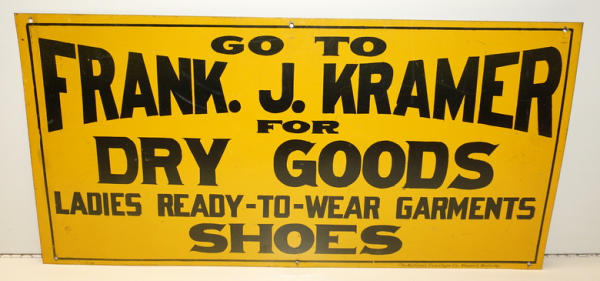 GO TO
FRANK. J. KRAMER
FOR
DRY GOODS
LADIES READY-TO-WEAR GARMENTS
SHOES